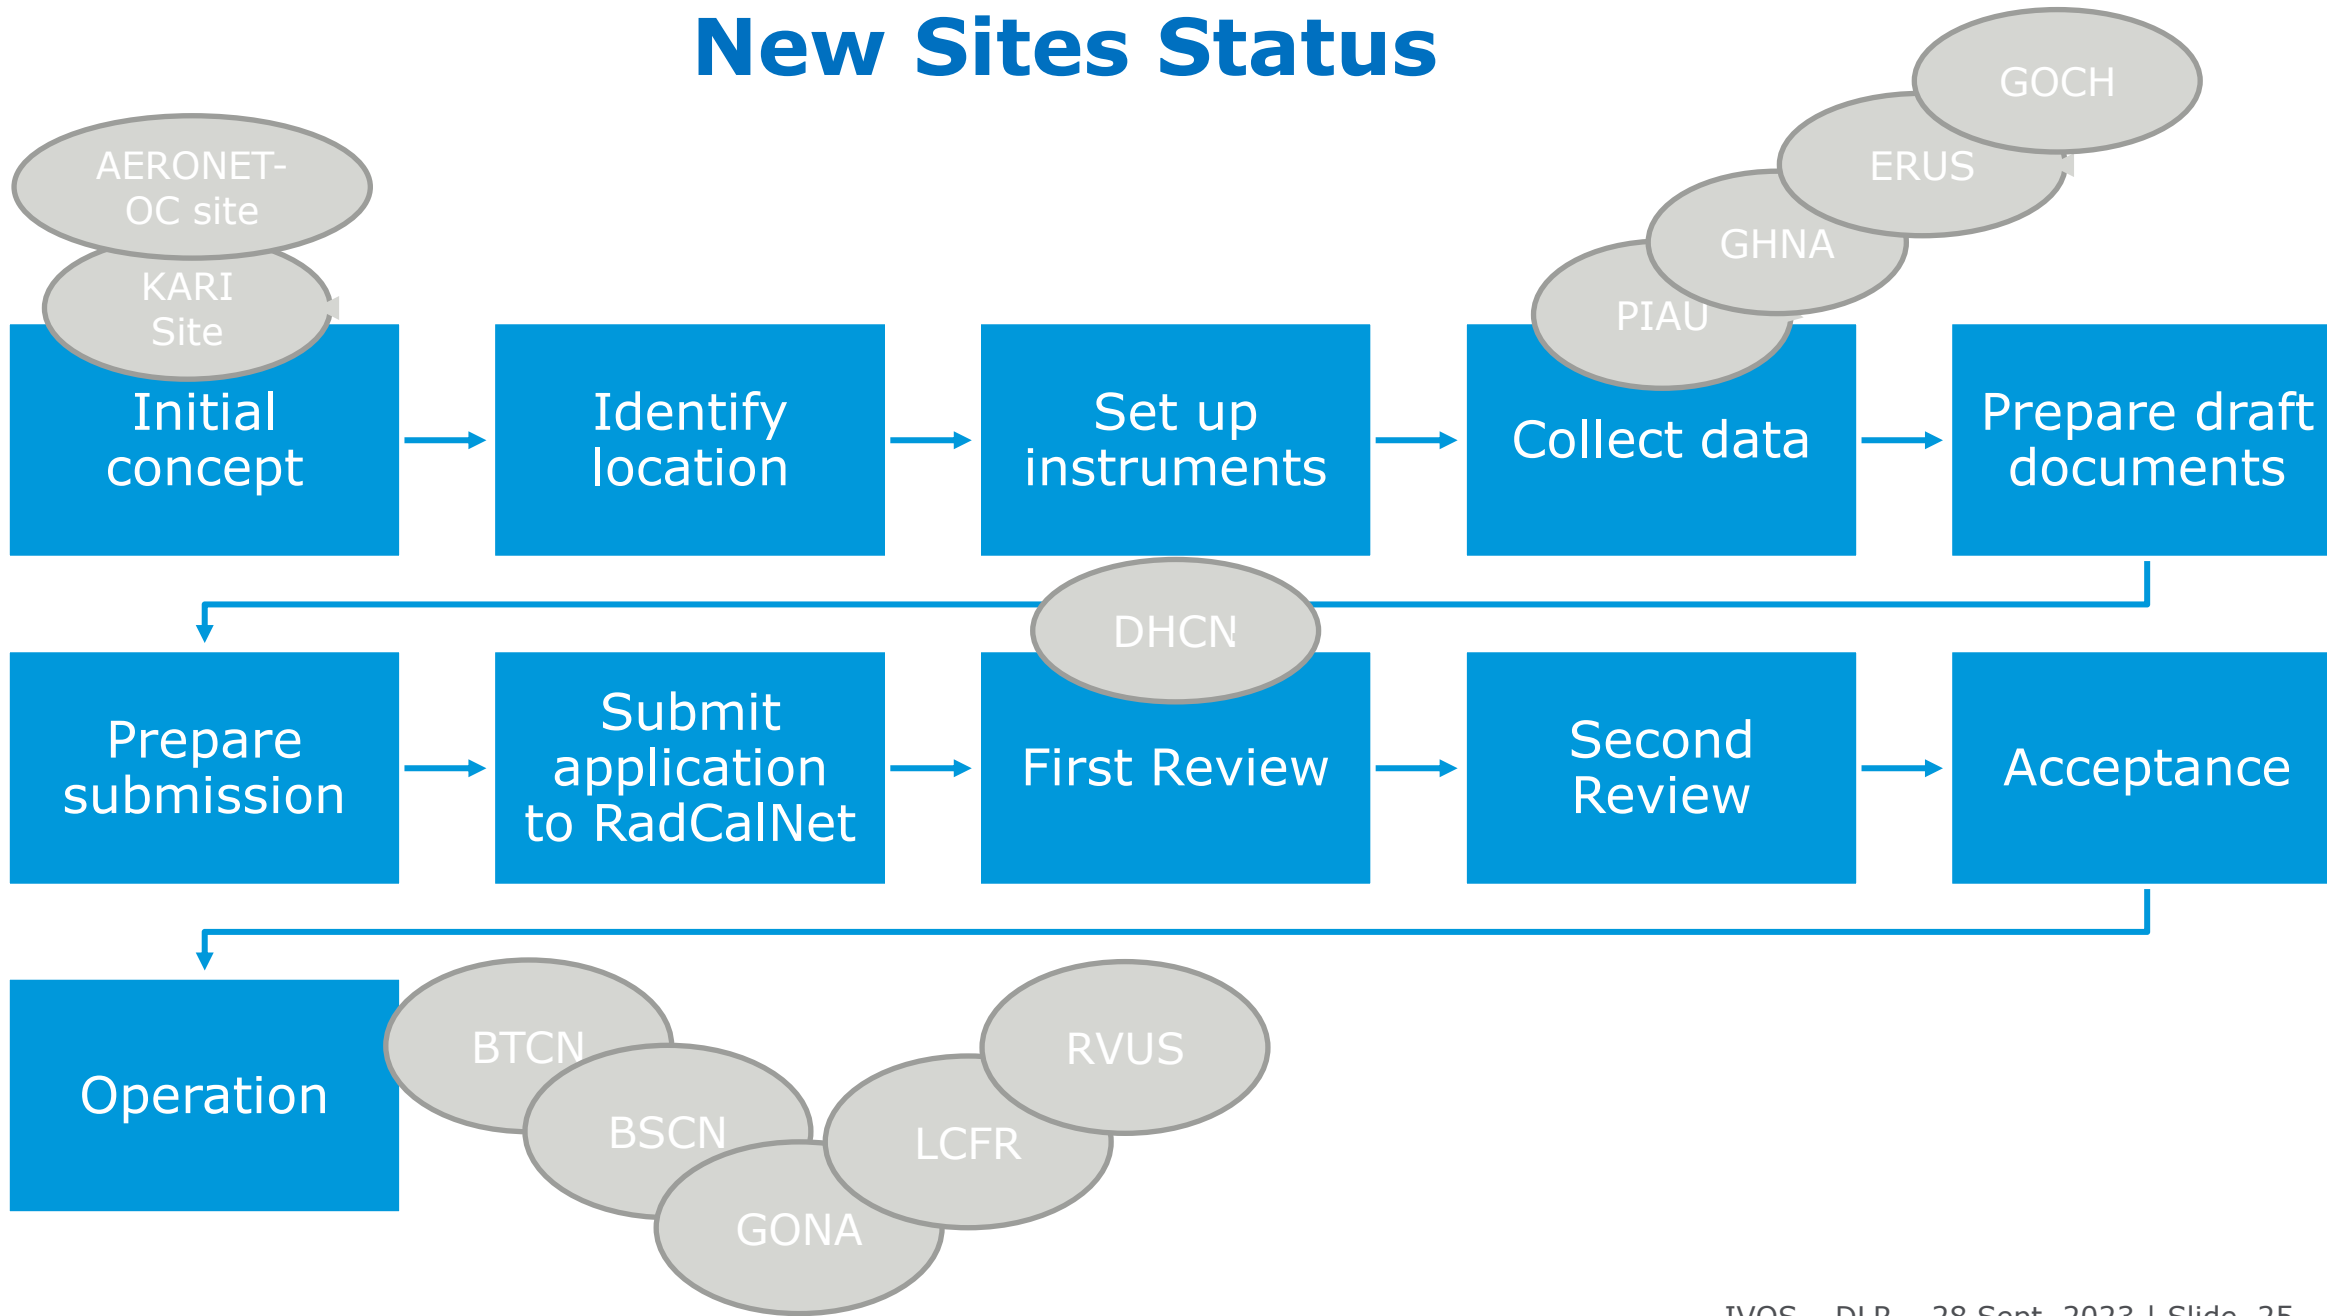 New Sites Status
AERONET-
OC site
KARI
Site
GOCH
ERUS
GHNA
PIAU
Initial
concept
Identify
location
Set up
instruments
Collect data
Prepare draft
documents
DHCN
Prepare
submission
Submit
application
to RadCalNet
First Review
Second
Review
Acceptance
Operation
BTCN
BSCN
GONA
LCFR
RVUS